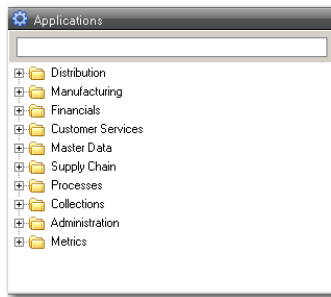 Applications
Distribution
Manufacturing
Financials
Customer Services
Master Data
Supply Chain
Processes
Collections
Administration
Metrics